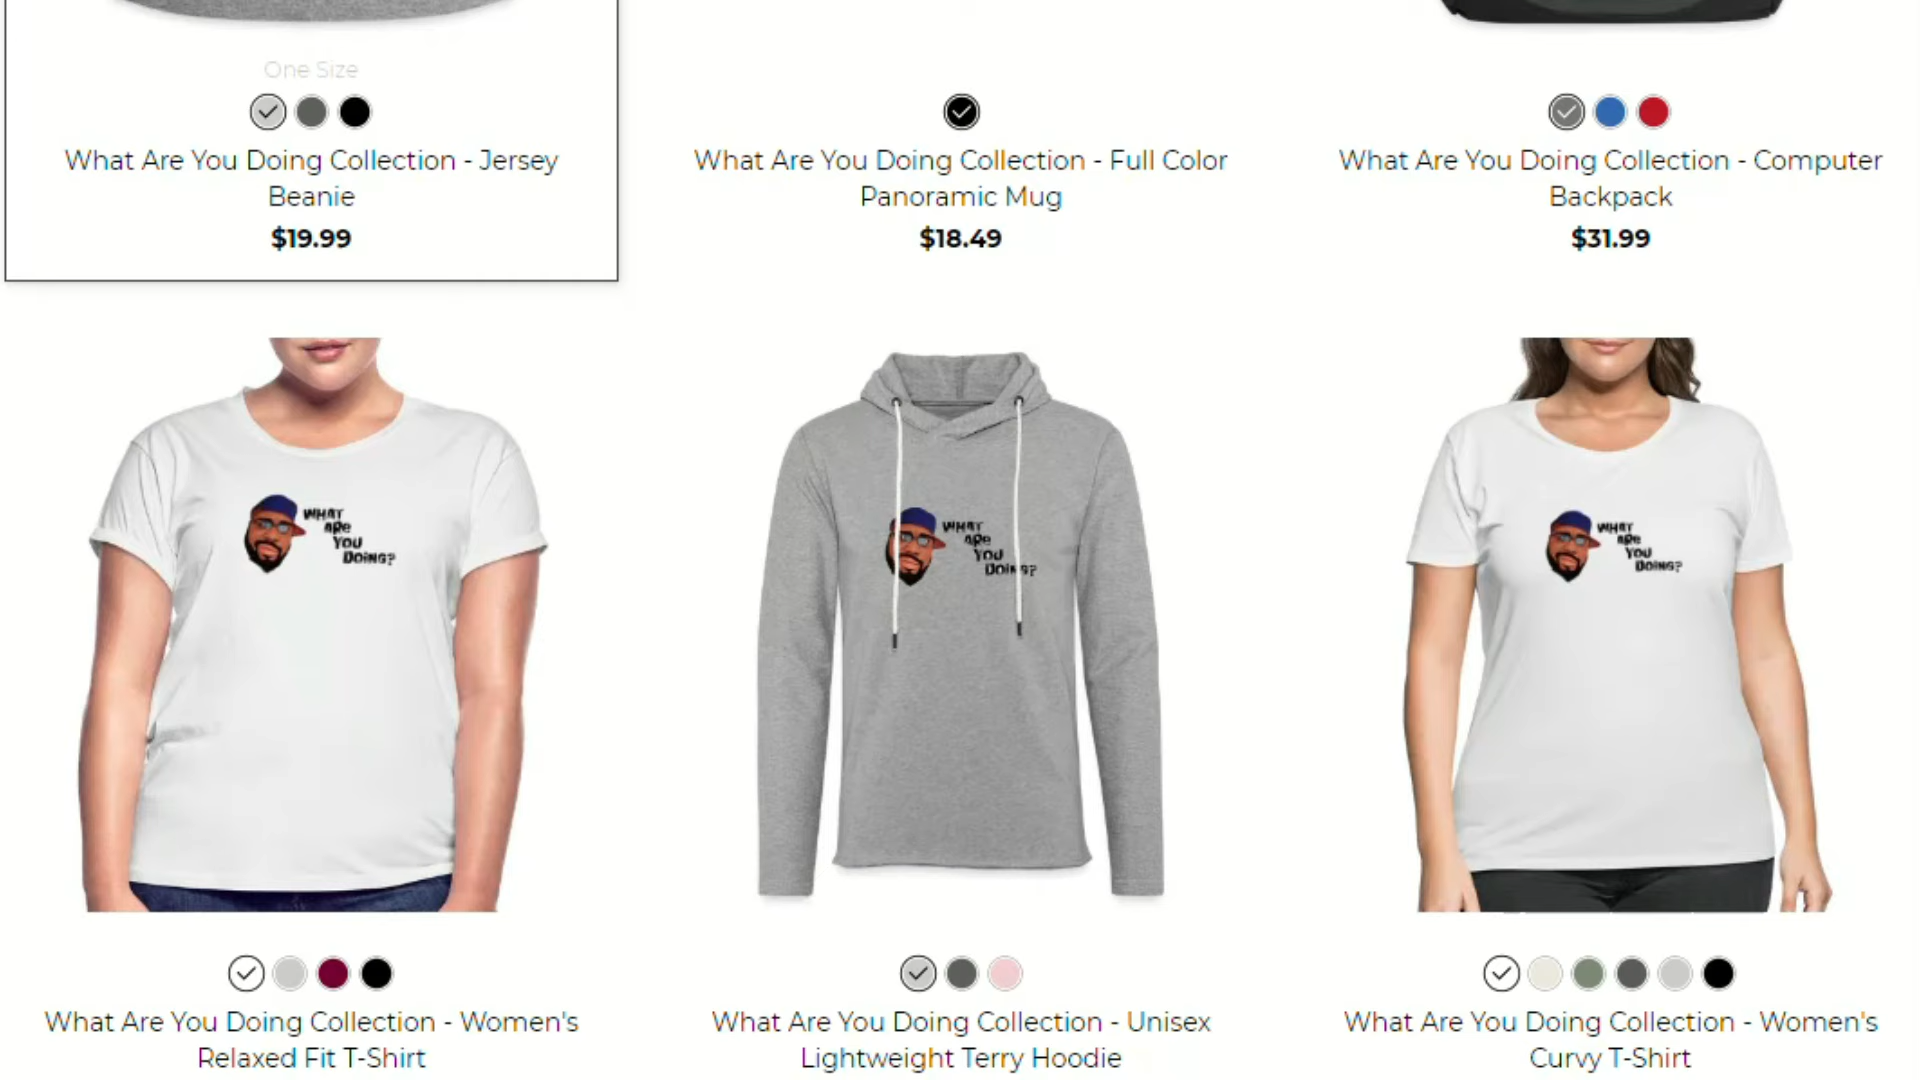 One Size
What Are You Doing Collection - Jersey
Beanie
$19.99
What Are You Doing Collection - Full Color
Panoramic Mug
$18.49
What Are You Doing Collection - Computer
Backpack
$31.99
WHAT
ARE
YOU
DOING?
WHAT
ARE
YOU
DOING?
WHAT
ARE
YOU
DOING?
What Are You Doing Collection - Women's
Relaxed Fit T-Shirt
What Are You Doing Collection - Unisex
Lightweight Terry Hoodie
What Are You Doing Collection - Women's
Curvy T-Shirt